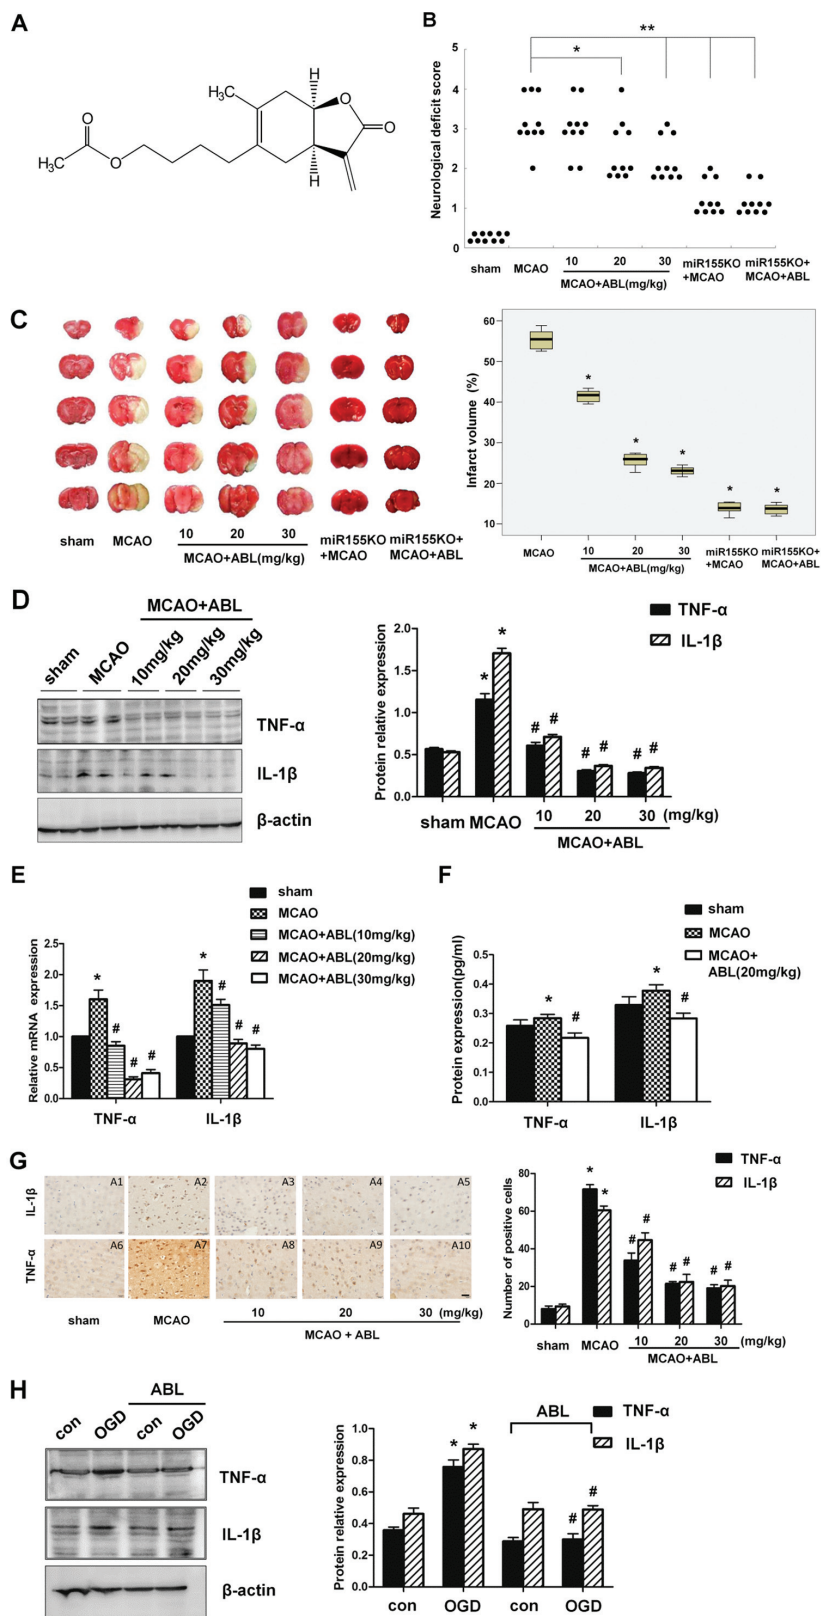 A
H₃C
H
O
O
O
O
H₃C
H
B
Neurological deficit score
5
4
3
2
1
0
*
**
sham
MCAO
10
20
30
MCAO+ABL(mg/kg)
miR155KO
+MCAO
miR155KO+
MCAO+ABL
C
sham
MCAO
10
20
30
MCAO+ABL(mg/kg)
miR155KO
+MCAO
miR155KO+
MCAO+ABL
Infarct volume (%)
60
50
40
30
20
10
*
*
*
*
*
MCAO
10
20
30
MCAO+ABL(mg/kg)
miR155KO
+MCAO
miR155KO+
MCAO+ABL
D
MCAO+ABL
sham
MCAO
10mg/kg
20mg/kg
30mg/kg
TNF-α
IL-1β
β-actin
TNF-α
IL-1β
Protein relative expression
2.0
1.5
1.0
0.5
0.0
*
*
#
#
#
#
#
#
sham
MCAO
10
20
30
(mg/kg)
MCAO+ABL
E
sham
MCAO
MCAO+ABL(10mg/kg)
MCAO+ABL(20mg/kg)
MCAO+ABL(30mg/kg)
Relative mRNA expression
2.5
2.0
1.5
1.0
0.5
0.0
*
#
#
#
*
#
#
#
TNF-α
IL-1β
F
sham
MCAO
MCAO+
ABL(20mg/kg)
Protein expression(pg/ml)
0.5
0.4
0.3
0.2
0.1
0.0
*
#
*
#
TNF-α
IL-1β
G
IL-1β
A1
A2
A3
A4
A5
TNF-α
A6
A7
A8
A9
A10
sham
MCAO
10
20
30
(mg/kg)
MCAO + ABL
TNF-α
IL-1β
Number of positive cells
80
60
40
20
0
*
*
#
#
#
#
#
#
sham
MCAO
10
20
30
(mg/kg)
MCAO+ABL
H
ABL
con
OGD
con
OGD
TNF-α
IL-1β
β-actin
ABL
TNF-α
IL-1β
Protein relative expression
1.0
0.8
0.6
0.4
0.2
0.0
*
*
#
#
con
OGD
con
OGD